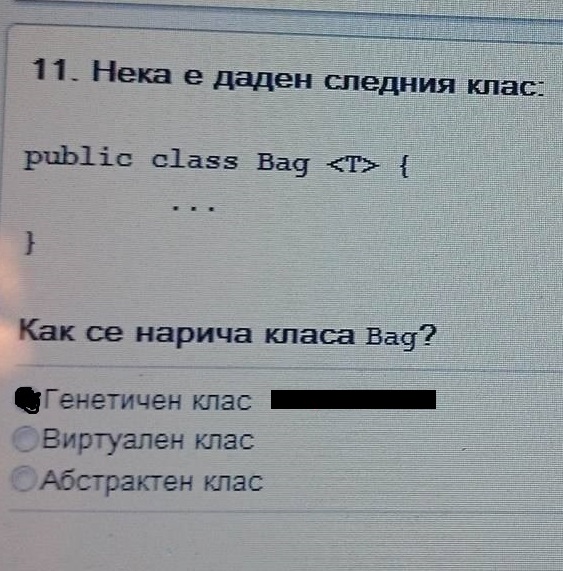 11. Нека е даден следния клас:
public class Bag <T> {
...
}
Как се нарича класа Bag?
Генетичен клас
Виртуален клас
Абстрактен клас